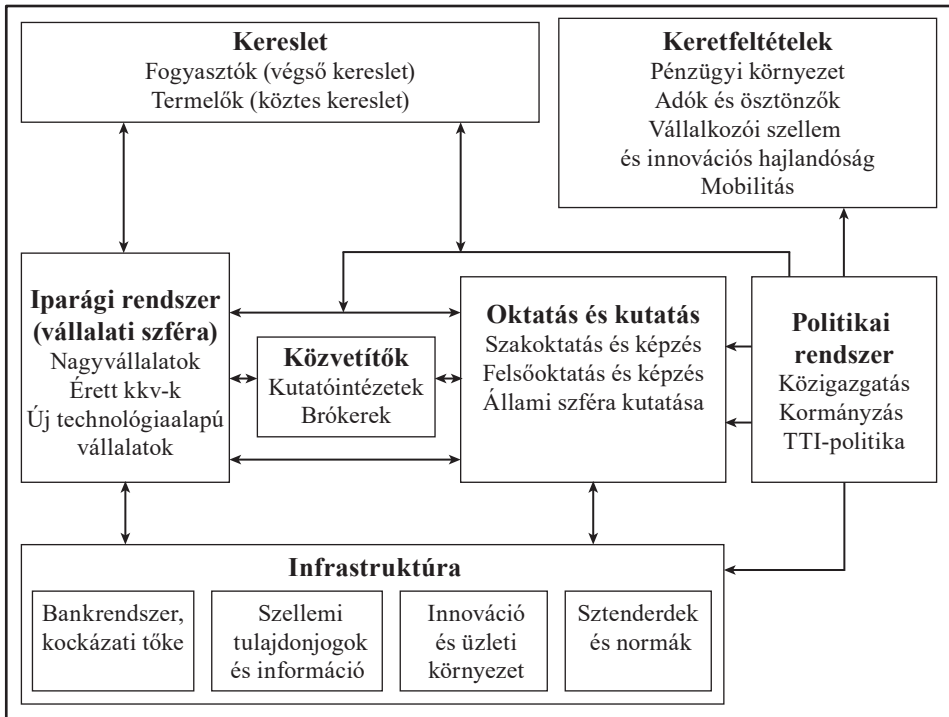 Kereslet
Fogyasztók (végső kereslet)
Termelők (köztes kereslet)
Keretfeltételek
Pénzügyi környezet
Adók és ösztönzők
Vállalkozói szellem
és innovációs hajlandóság
Mobilitás
Iparági rendszer
(vállalati szféra)
Nagyvállalatok
Érett kkv-k
Új technológiaalapú
vállalatok
Közvetítők
Kutatóintézetek
Brókerek
Oktatás és kutatás
Szakoktatás és képzés
Felsőoktatás és képzés
Állami szféra kutatása
Politikai
rendszer
Közigazgatás
Kormányzás
TTI-politika
Infrastruktúra
Bankrendszer,
kockázati tőke
Szellemi
tulajdonjogok
és információ
Innováció
és üzleti
környezet
Sztenderdek
és normák